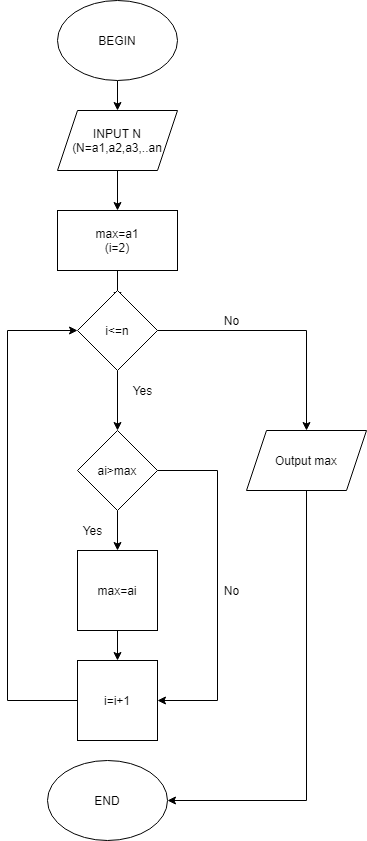 BEGIN
INPUT N
(N=a1,a2,a3,..an
max=a1
(i=2)
i<=n
No
Yes
ai>max
Output max
Yes
max=ai
No
i=i+1
END